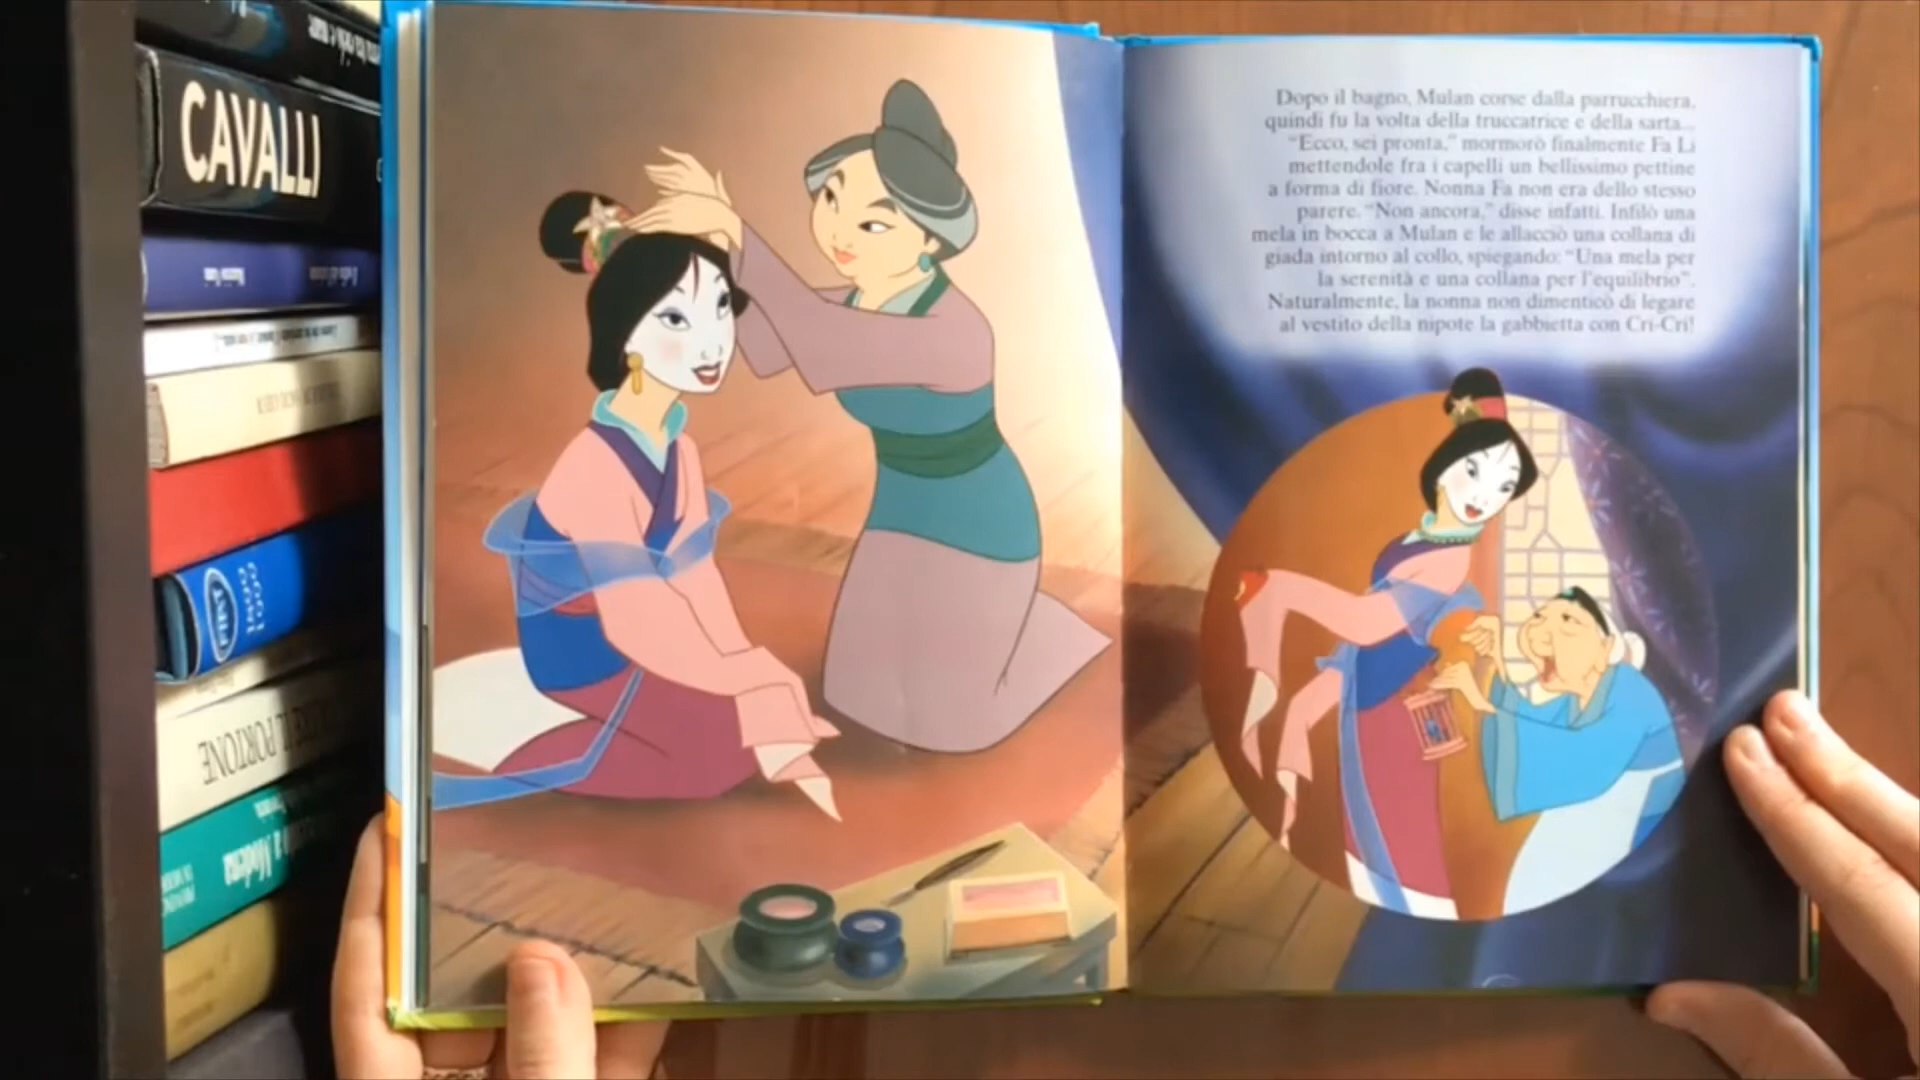 CAVALLI
Dopo il bagno, Mulan corse dalla parrucchiera,
quindi fu la volta della truccatrice e della sarta...
“Ecco, sei pronta,” mormorò finalmente Fa Li
mettendole fra i capelli un bellissimo pettine
a forma di fiore. Nonna Fa non era dello stesso
parere. “Non ancora,” disse infatti. Infilò una
mela in bocca a Mulan e le allacciò una collana di
giada intorno al collo, spiegando: “Una mela per
la serenità e una collana per l'equilibrio”.
Naturalmente, la nonna non dimenticò di legare
al vestito della nipote la gabbietta con Cri-Cri!
IL PORTONE
a Modena